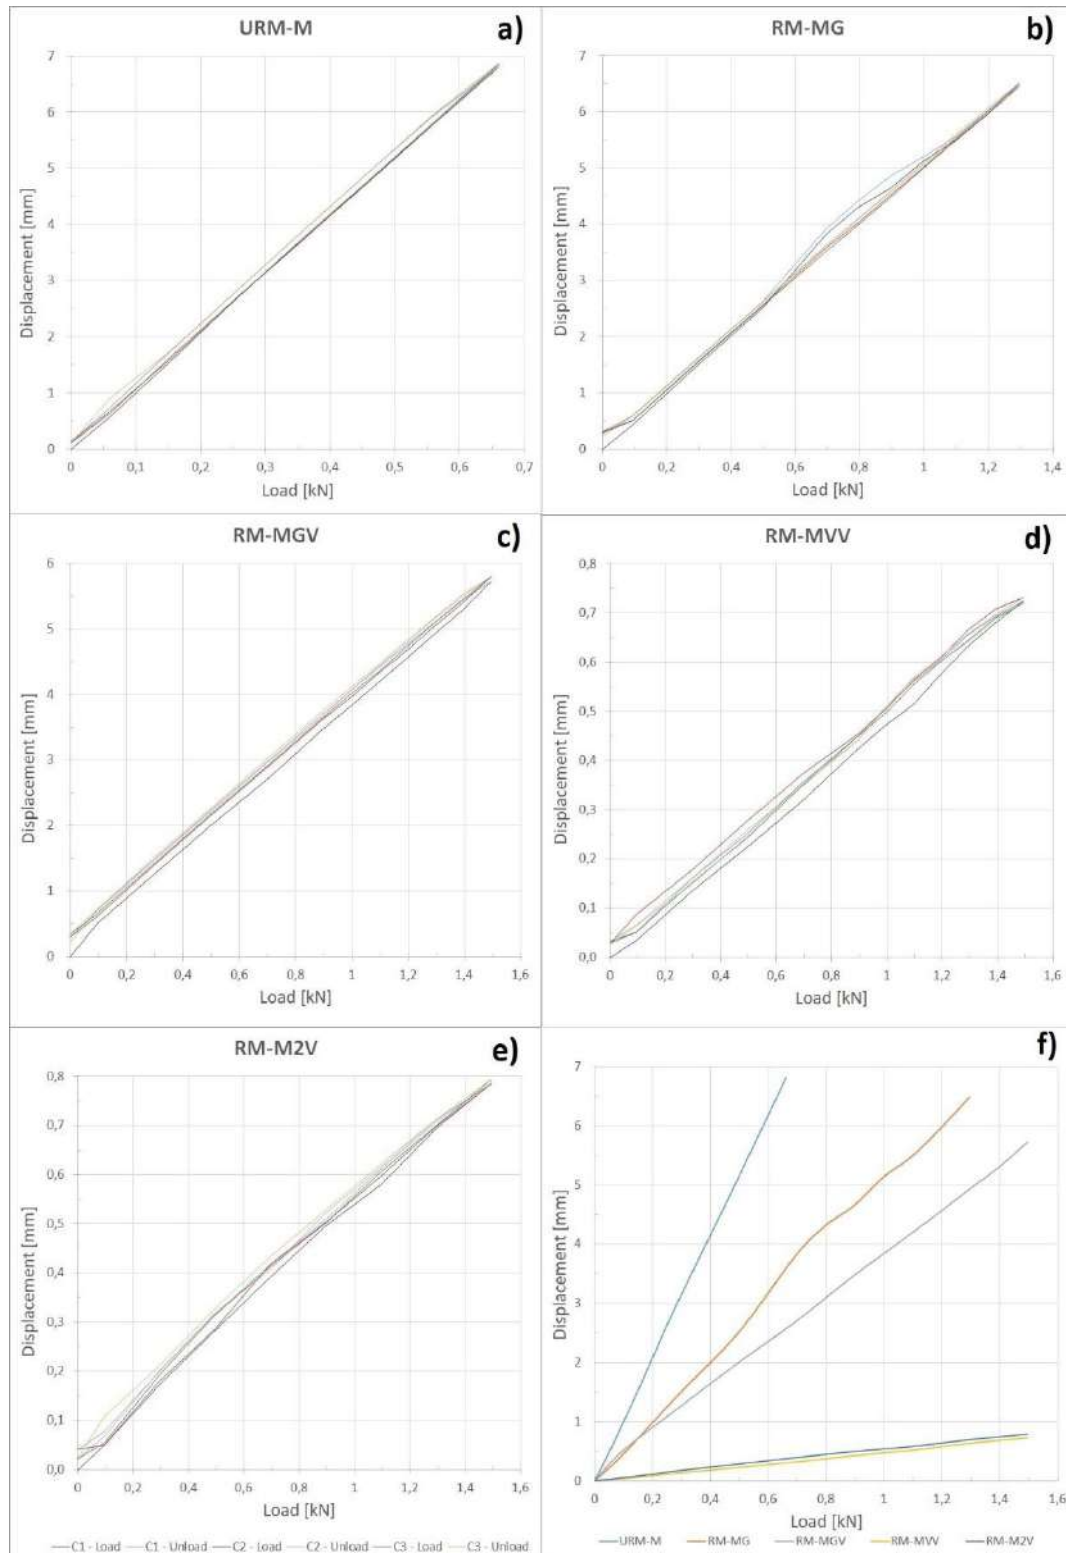 URM-M
a)
Displacement [mm]
7
6
5
4
3
2
1
0
0
0,1
0,2
0,3
0,4
0,5
0,6
0,7
Load [kN]
RM-MG
b)
Displacement [mm]
7
6
5
4
3
2
1
0
0
0,2
0,4
0,6
0,8
1
1,2
1,4
Load [kN]
RM-MGV
c)
Displacement [mm]
6
5
4
3
2
1
0
0
0,2
0,4
0,6
0,8
1
1,2
1,4
1,6
Load [kN]
RM-MVV
d)
Displacement [mm]
0,8
0,7
0,6
0,5
0,4
0,3
0,2
0,1
0,0
0
0,2
0,4
0,6
0,8
1
1,2
1,4
1,6
Load [kN]
RM-M2V
e)
Displacement [mm]
0,8
0,7
0,6
0,5
0,4
0,3
0,2
0,1
0,0
0
0,2
0,4
0,6
0,8
1
1,2
1,4
1,6
Load [kN]
C1 - Load
C1 - Unload
C2 - Load
C2 - Unload
C3 - Load
C3 - Unload
f)
Displacement [mm]
7
6
5
4
3
2
1
0
0
0,2
0,4
0,6
0,8
1
1,2
1,4
1,6
Load [kN]
URM-M
RM-MG
RM-MGV
RM-MVV
RM-M2V